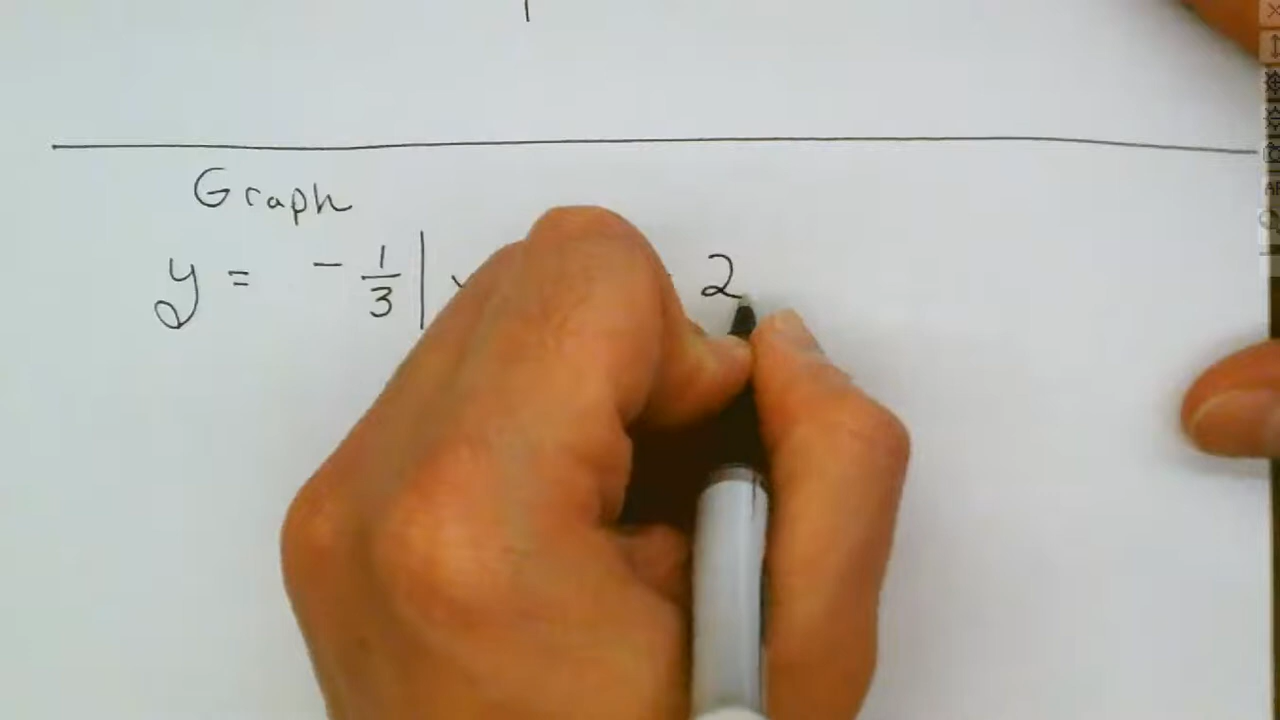 Graph
y = - 1/3 | 2